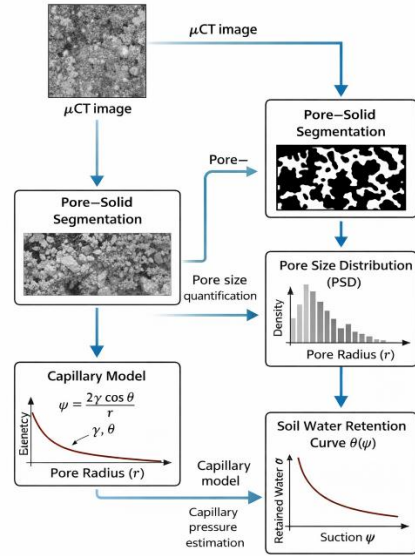 μCT image
μCT image
Pore–Solid
Segmentation
Pore–
Pore–Solid
Segmentation
Pore size
quantification
Pore Size Distribution
(PSD)
Density
Pore Radius (r)
Capillary Model
ψ = 2γ cos θ / r
γ, θ
Pore Radius (r)
Capillary
model
Capillary
pressure
estimation
Soil Water Retention
Curve θ(ψ)
Retained Water θ
Suction ψ